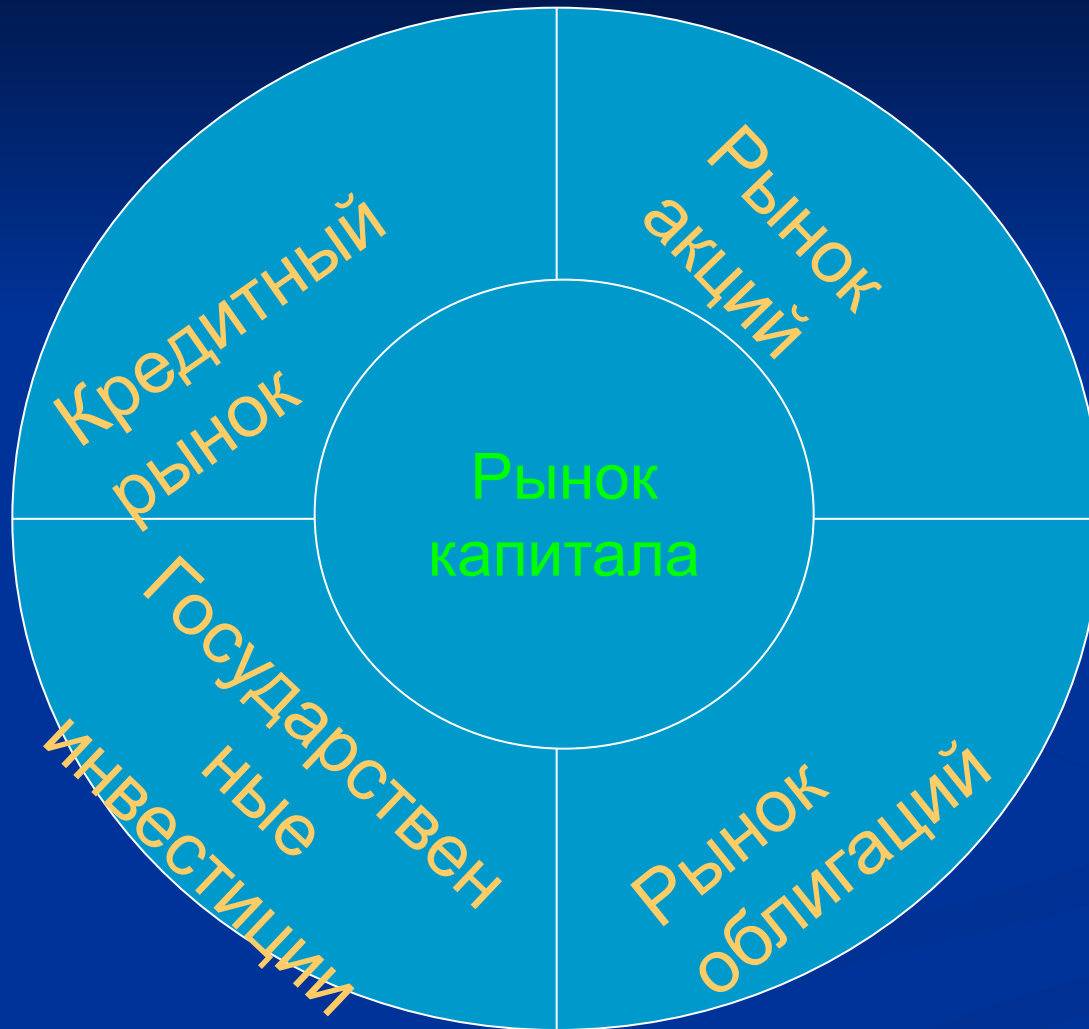 Кредитный
рынок
Рынок
акций
Рынок
капитала
Государствен
ные
инвестиции
Рынок
облигаций